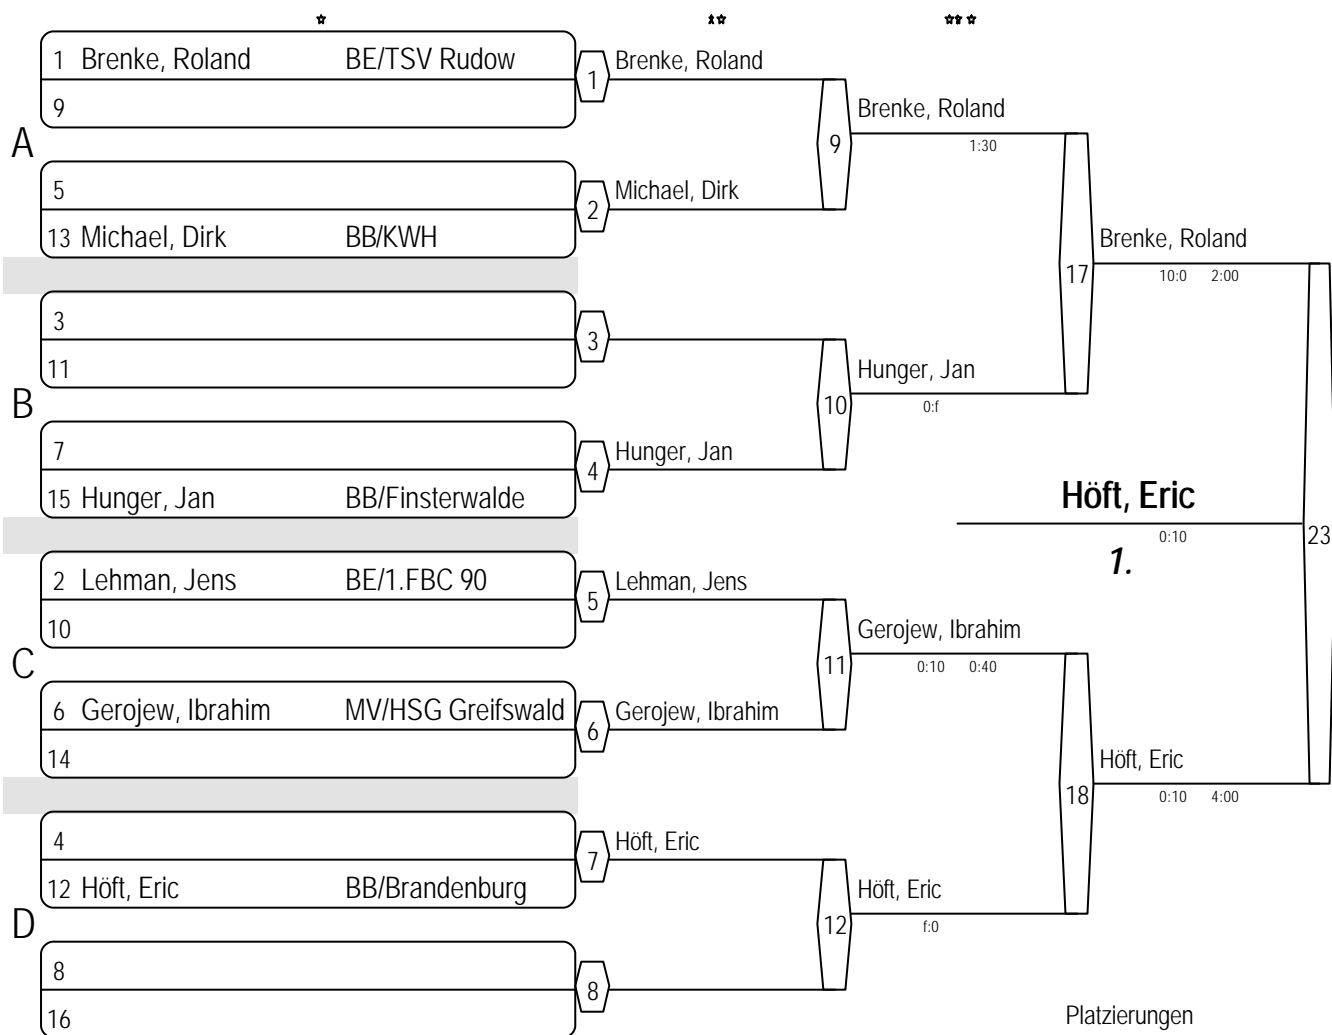 1 Brenke, Roland BE/TSV Rudow
9
A
5
13 Michael, Dirk BB/KWH
3
11
B
7
15 Hunger, Jan BB/Finsterwalde
2 Lehman, Jens BE/1.FBC 90
10
C
6 Gerojew, Ibrahim MV/HSG Greifswald
14
4
12 Höft, Eric BB/Brandenburg
D
8
16
1 Brenke, Roland
2 Michael, Dirk
3
4 Hunger, Jan
5 Lehman, Jens
6 Gerojew, Ibrahim
7 Höft, Eric
8
9 Brenke, Roland
1:30
10 Hunger, Jan
0:f
11 Gerojew, Ibrahim
0:10 0:40
12 Höft, Eric
f:0
17 Brenke, Roland
10:0 2:00
18 Höft, Eric
0:10 4:00
Höft, Eric
0:10
23
1.
Platzierungen